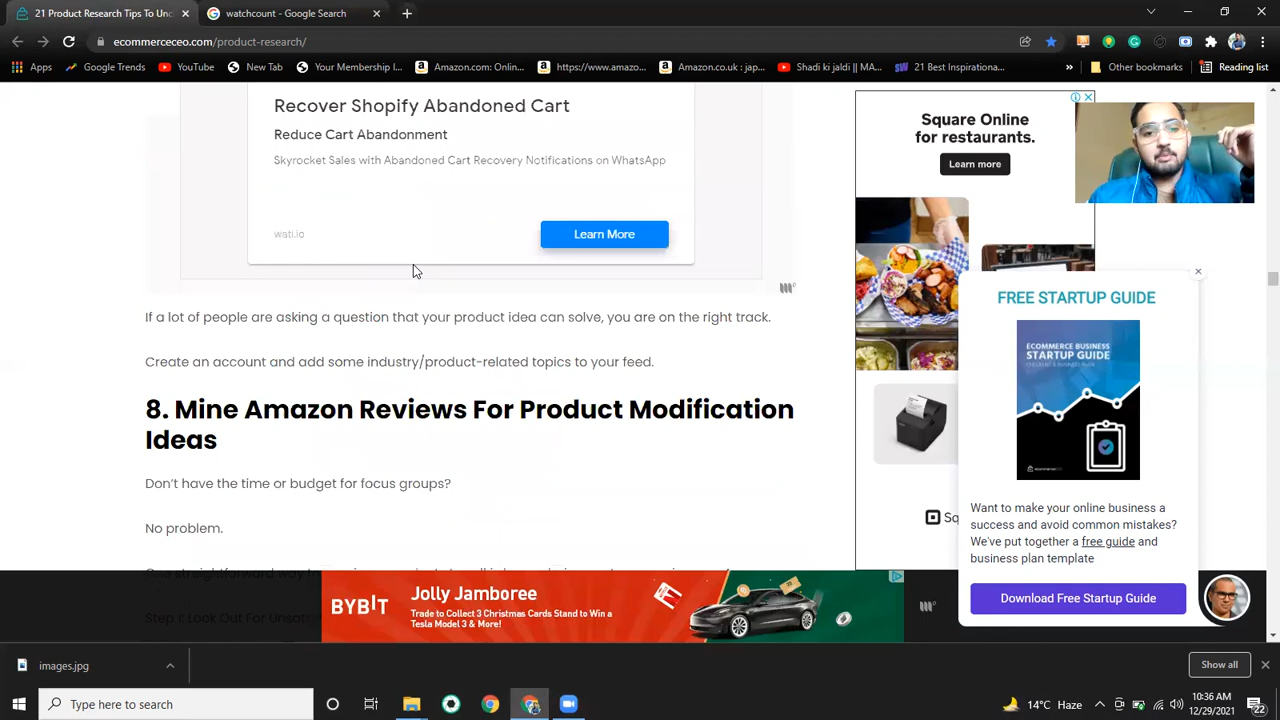 21 Product Research Tips To Un
watchcount - Google Search
ecommerceceo.com/product-research/
Apps
Google Trends
YouTube
New Tab
Your Membership I...
Amazon.com: Onlin...
https://www.amazo...
Amazon.co.uk : jap...
Shadi ki jaldi || MA...
21 Best Inspirationa...
»
Other bookmarks
Reading list
Recover Shopify Abandoned Cart
Reduce Cart Abandonment
Skyrocket Sales with Abandoned Cart Recovery Notifications on WhatsApp
wati.io
Learn More
If a lot of people are asking a question that your product idea can solve, you are on the right track.
Create an account and add some industry/product-related topics to your feed.
8. Mine Amazon Reviews For Product Modification
Ideas
Don't have the time or budget for focus groups?
No problem.
Step 1: Look Out For Unsat
Square Online
for restaurants.
Learn more
Sq
FREE STARTUP GUIDE
ECOMMERCE BUSINESS
STARTUP GUIDE
Want to make your online business a
success and avoid common mistakes?
We've put together a free guide and
business plan template
Download Free Startup Guide
BYBIT
Jolly Jamboree
Trade to Collect 3 Christmas Cards Stand to Win a
Tesla Model 3 & More!
images.jpg
Show all
Type here to search
14°C Haze
10:36 AM
12/29/2021
22